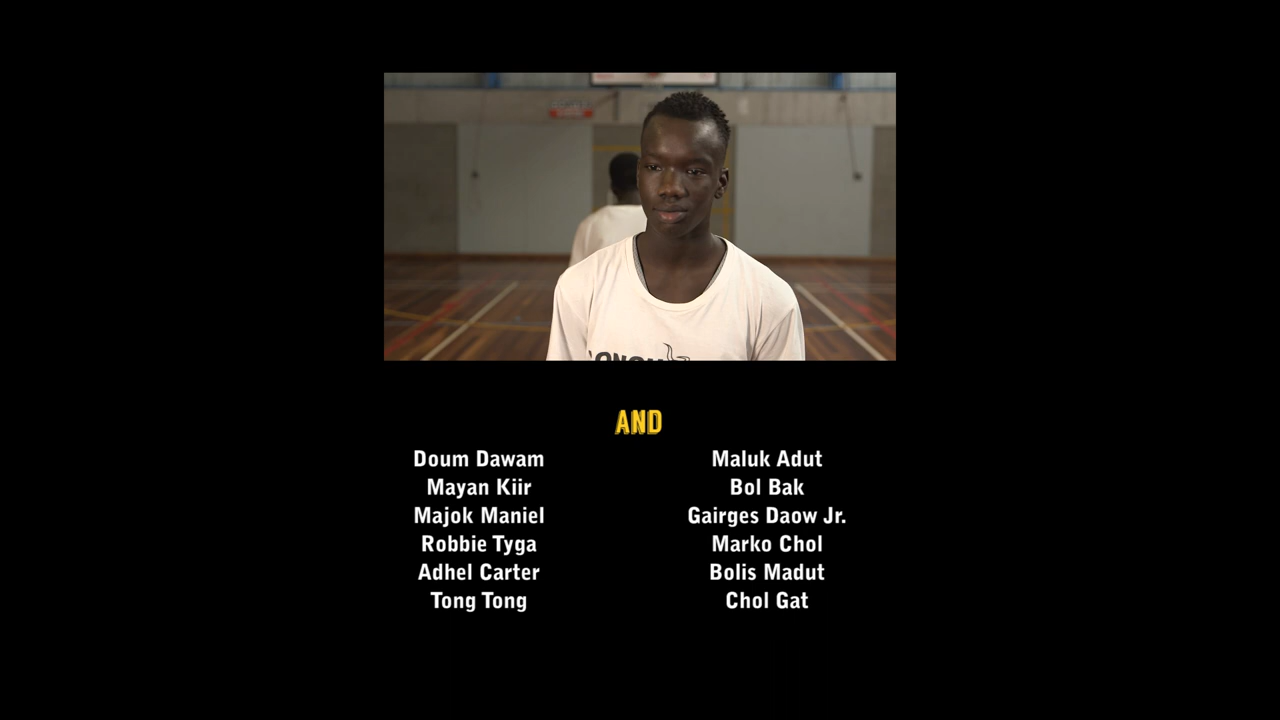 AND
Doum Dawam
Mayan Kiir
Majok Maniel
Robbie Tyga
Adhel Carter
Tong Tong
Maluk Adut
Bol Bak
Gairges Daow Jr.
Marko Chol
Bolis Madut
Chol Gat